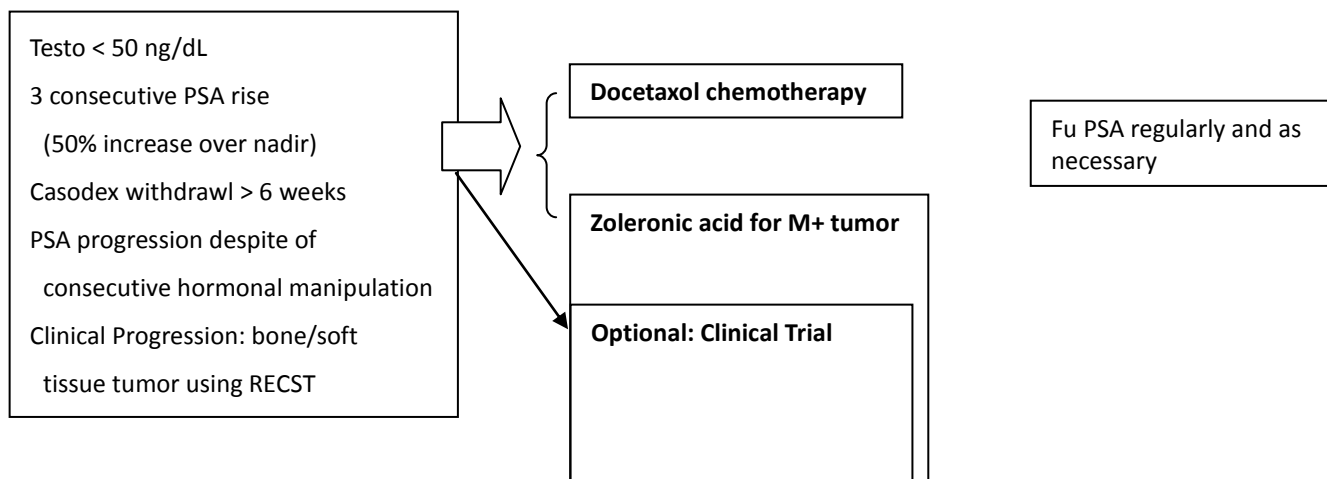 Testo < 50 ng/dL
3 consecutive PSA rise
(50% increase over nadir)
Casodex withdrawl > 6 weeks
PSA progression despite of
consecutive hormonal manipulation
Clinical Progression: bone/soft
tissue tumor using RECST
Docetaxol chemotherapy
Zoleronic acid for M+ tumor
Optional: Clinical Trial
Fu PSA regularly and as
necessary